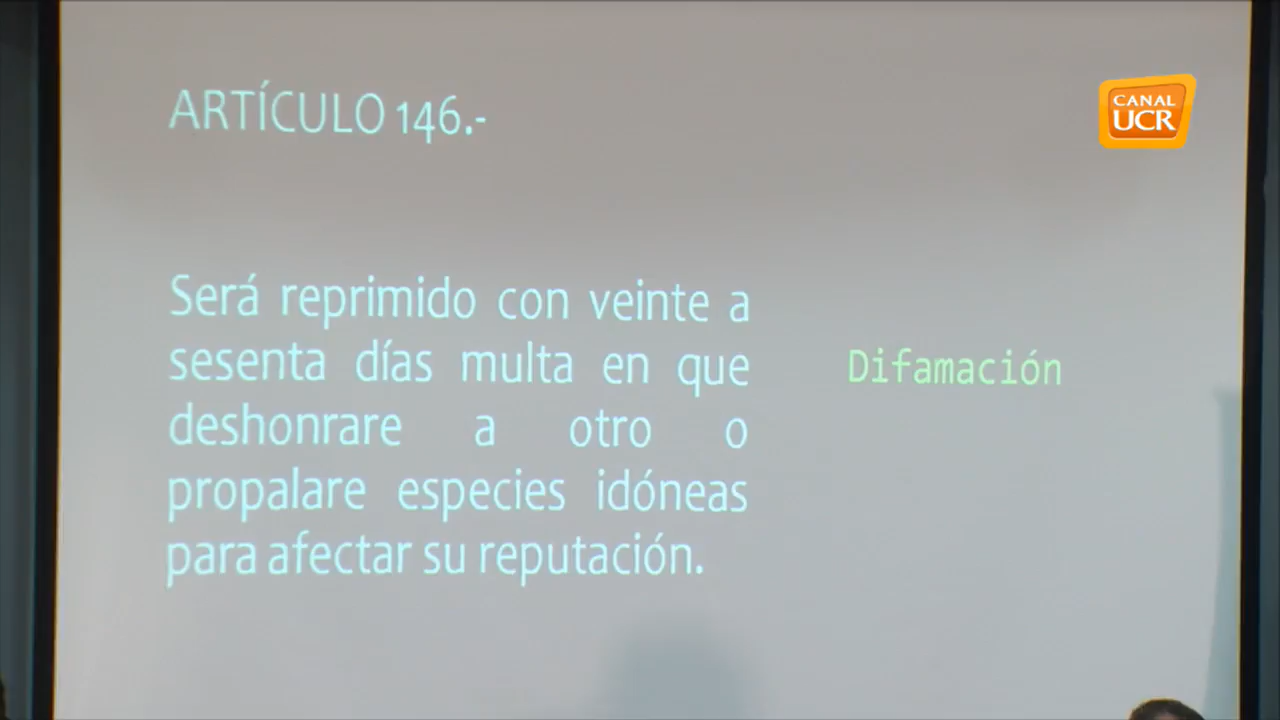 ARTÍCULO 146.-
CANAL
UCR
Será reprimido con veinte a
sesenta días multa en que
deshonrare a otro o
propalare especies idóneas
para afectar su reputación.
Difamación